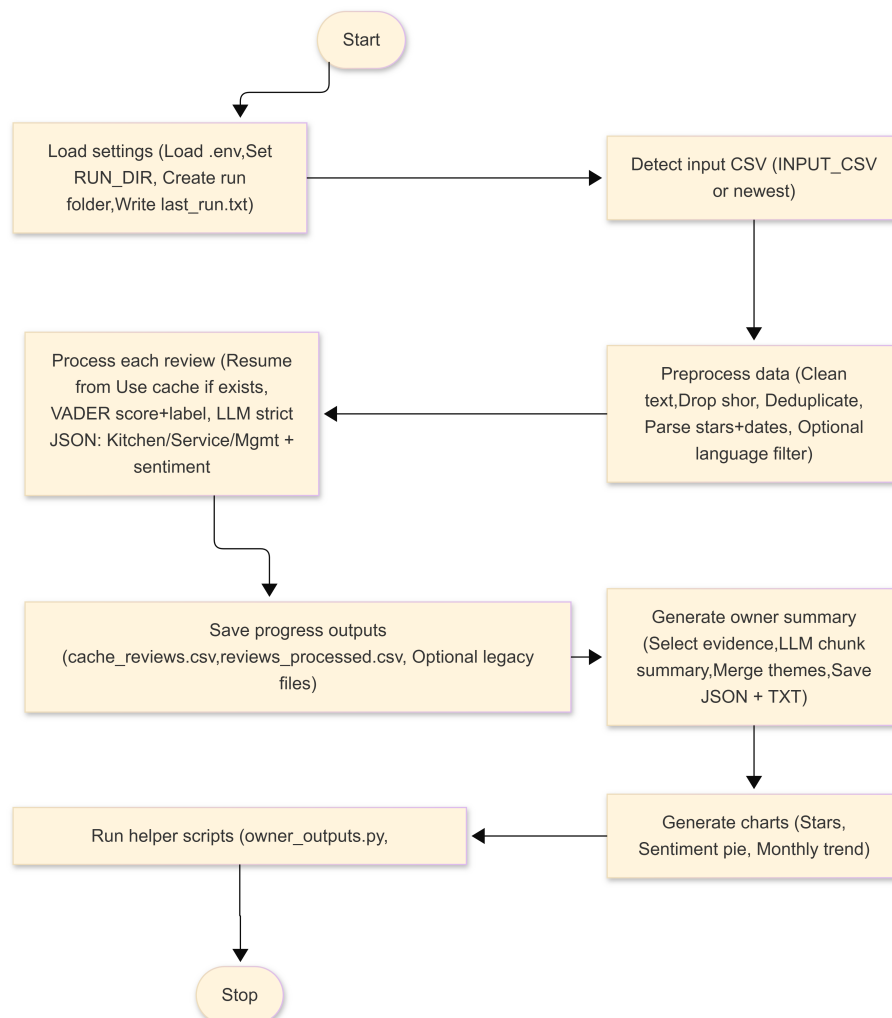 Start
Load settings (Load .env,Set
RUN_DIR, Create run
folder,Write last_run.txt)
Detect input CSV (INPUT_CSV
or newest)
Preprocess data (Clean
text,Drop shor, Deduplicate,
Parse stars+dates, Optional
language filter)
Process each review (Resume
from Use cache if exists,
VADER score+label, LLM strict
JSON: Kitchen/Service/Mgmt +
sentiment
Save progress outputs
(cache_reviews.csv,reviews_processed.csv, Optional legacy
files)
Generate owner summary
(Select evidence,LLM chunk
summary,Merge themes,Save
JSON + TXT)
Generate charts (Stars,
Sentiment pie, Monthly trend)
Run helper scripts (owner_outputs.py,
Stop